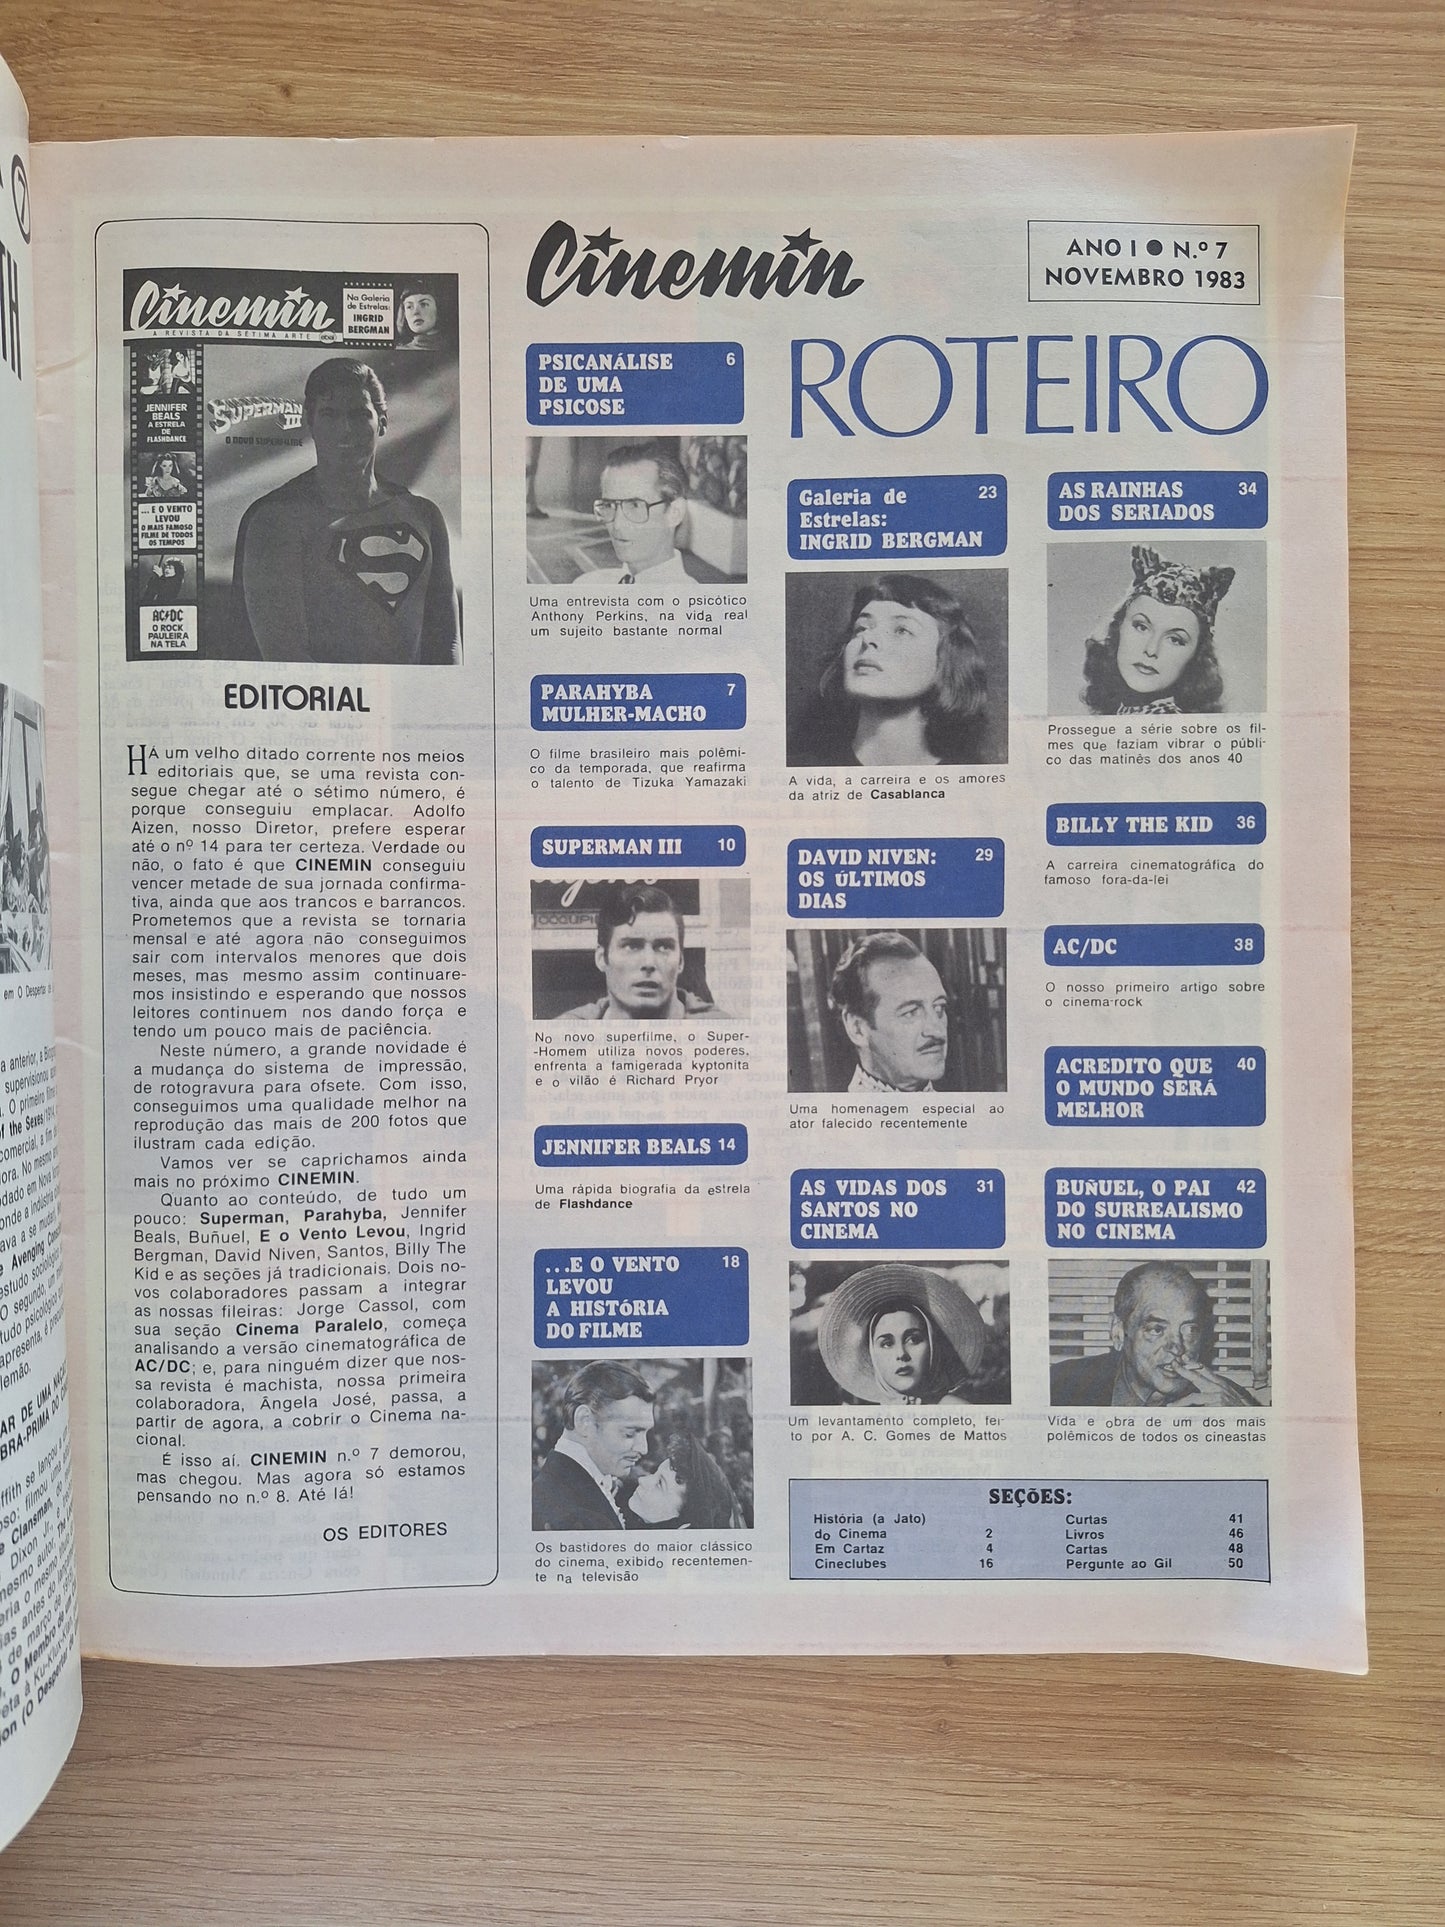 Cinemin
A REVISTA DA SÉTIMA ARTE
ebal
Na Galeria
de Estrelas:
INGRID
BERGMAN
JENNIFER
BEALS
A ESTRELA
DE
FLASHDANCE
SUPERMAN
III
O NOVO SUPERFILME
... E O VENTO
LEVOU
O MAIS FAMOSO
FILME DE TODOS
OS TEMPOS
AC/DC
O ROCK
PAULEIRA
NA TELA
EDITORIAL
HÁ um velho ditado corrente nos meios
editoriais que, se uma revista con-
segue chegar até o sétimo número, é
porque conseguiu emplacar. Adolfo
Aizen, nosso Diretor, prefere esperar
até o nº 14 para ter certeza. Verdade ou
não, o fato é que CINEMIN conseguiu
vencer metade de sua jornada confirma-
tiva, ainda que aos trancos e barrancos.
Prometemos que a revista se tornaria
mensal e até agora não conseguimos
sair com intervalos menores que dois
meses, mas mesmo assim continuare-
mos insistindo e esperando que nossos
leitores continuem nos dando força e
tendo um pouco mais de paciência.
Neste número, a grande novidade é
a mudança do sistema de impressão,
de rotogravura para ofsete. Com isso,
conseguimos uma qualidade melhor na
reprodução das mais de 200 fotos que
ilustram cada edição.
Vamos ver se caprichamos ainda
mais no próximo CINEMIN.
Quanto ao conteúdo, de tudo um
pouco: Superman, Parahyba, Jennifer
Beals, Buñuel, E o Vento Levou, Ingrid
Bergman, David Niven, Santos, Billy The
Kid e as seções já tradicionais. Dois no-
vos colaboradores passam a integrar
as nossas fileiras: Jorge Cassol, com
sua seção Cinema Paralelo, começa
analisando a versão cinematográfica de
AC/DC; e, para ninguém dizer que nos-
sa revista é machista, nossa primeira
colaboradora, Ângela José, passa, a
partir de agora, a cobrir o Cinema na-
cional.
É isso aí. CINEMIN n.º 7 demorou,
mas chegou. Mas agora só estamos
pensando no n.º 8. Até lá!
OS EDITORES
Cinemin
ANO I ● N.º 7
NOVEMBRO 1983
ROTEIRO
PSICANÁLISE 6
DE UMA
PSICOSE
Uma entrevista com o psicótico
Anthony Perkins, na vida real
um sujeito bastante normal
PARAHYBA 7
MULHER-MACHO
O filme brasileiro mais polêmi-
co da temporada, que reafirma
o talento de Tizuka Yamazaki
SUPERMAN III 10
OCCUPI
No novo superfilme, o Super-
-Homem utiliza novos poderes,
enfrenta a famigerada kyptonita
e o vilão é Richard Pryor
JENNIFER BEALS 14
Uma rápida biografia da estrela
de Flashdance
...E O VENTO 18
LEVOU
A HISTÓRIA
DO FILME
Os bastidores do maior clássico
do cinema, exibido recentemen-
te na televisão
Galeria de 23
Estrelas:
INGRID BERGMAN
A vida, a carreira e os amores
da atriz de Casablanca
DAVID NIVEN: 29
OS ÚLTIMOS
DIAS
Uma homenagem especial ao
ator falecido recentemente
AS VIDAS DOS 31
SANTOS NO
CINEMA
Um levantamento completo, fei-
to por A. C. Gomes de Mattos
AS RAINHAS 34
DOS SERIADOS
Prossegue a série sobre os fil-
mes que faziam vibrar o públi-
co das matinês dos anos 40
BILLY THE KID 36
A carreira cinematográfica do
famoso fora-da-lei
AC/DC 38
O nosso primeiro artigo sobre
o cinema-rock
ACREDITO QUE 40
O MUNDO SERÁ
MELHOR
BUÑUEL, O PAI 42
DO SURREALISMO
NO CINEMA
Vida e obra de um dos mais
polêmicos de todos os cineastas
SEÇÕES:
História (a Jato)
do Cinema 2
Em Cartaz 4
Cineclubes 16
Curtas 41
Livros 46
Cartas 48
Pergunte ao Gil 50